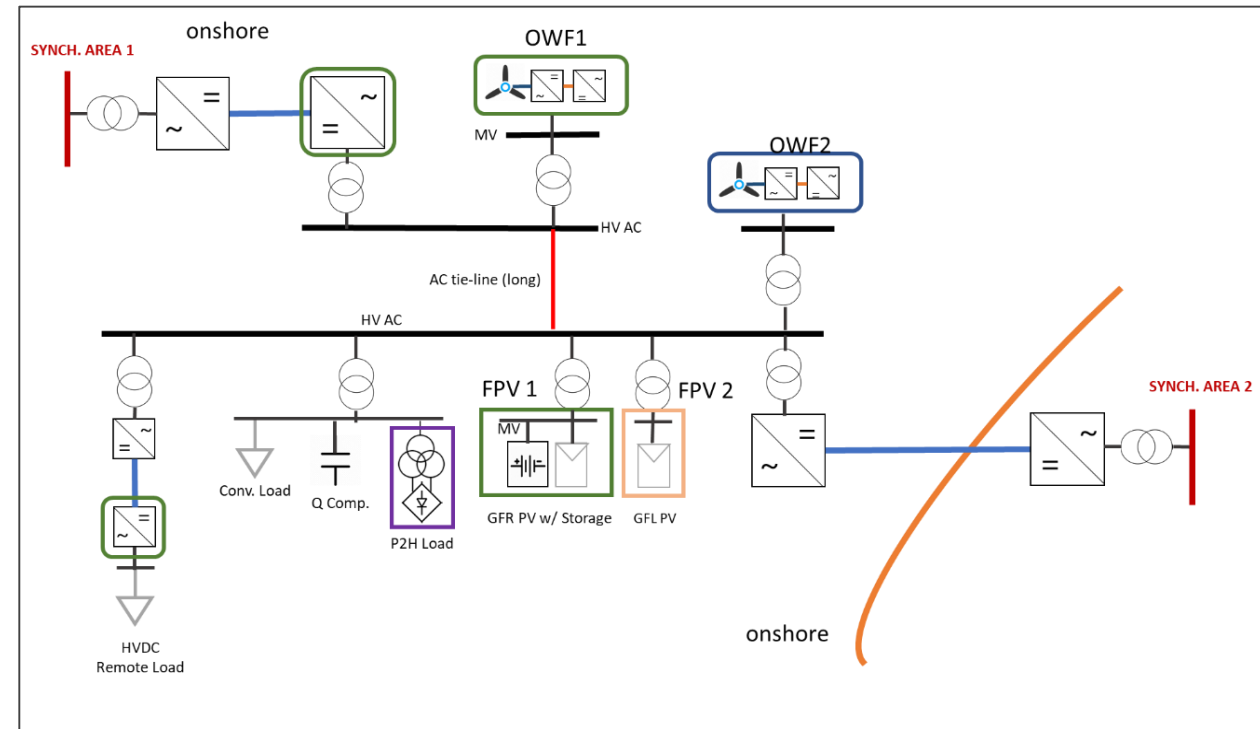 onshore
SYNCH. AREA 1
OWF1
MV
OWF2
HV AC
AC tie-line (long)
HV AC
FPV 1
FPV 2
SYNCH. AREA 2
MV
Conv. Load
Q Comp.
P2H Load
GFR PV w/ Storage
GFL PV
onshore
HVDC
Remote Load